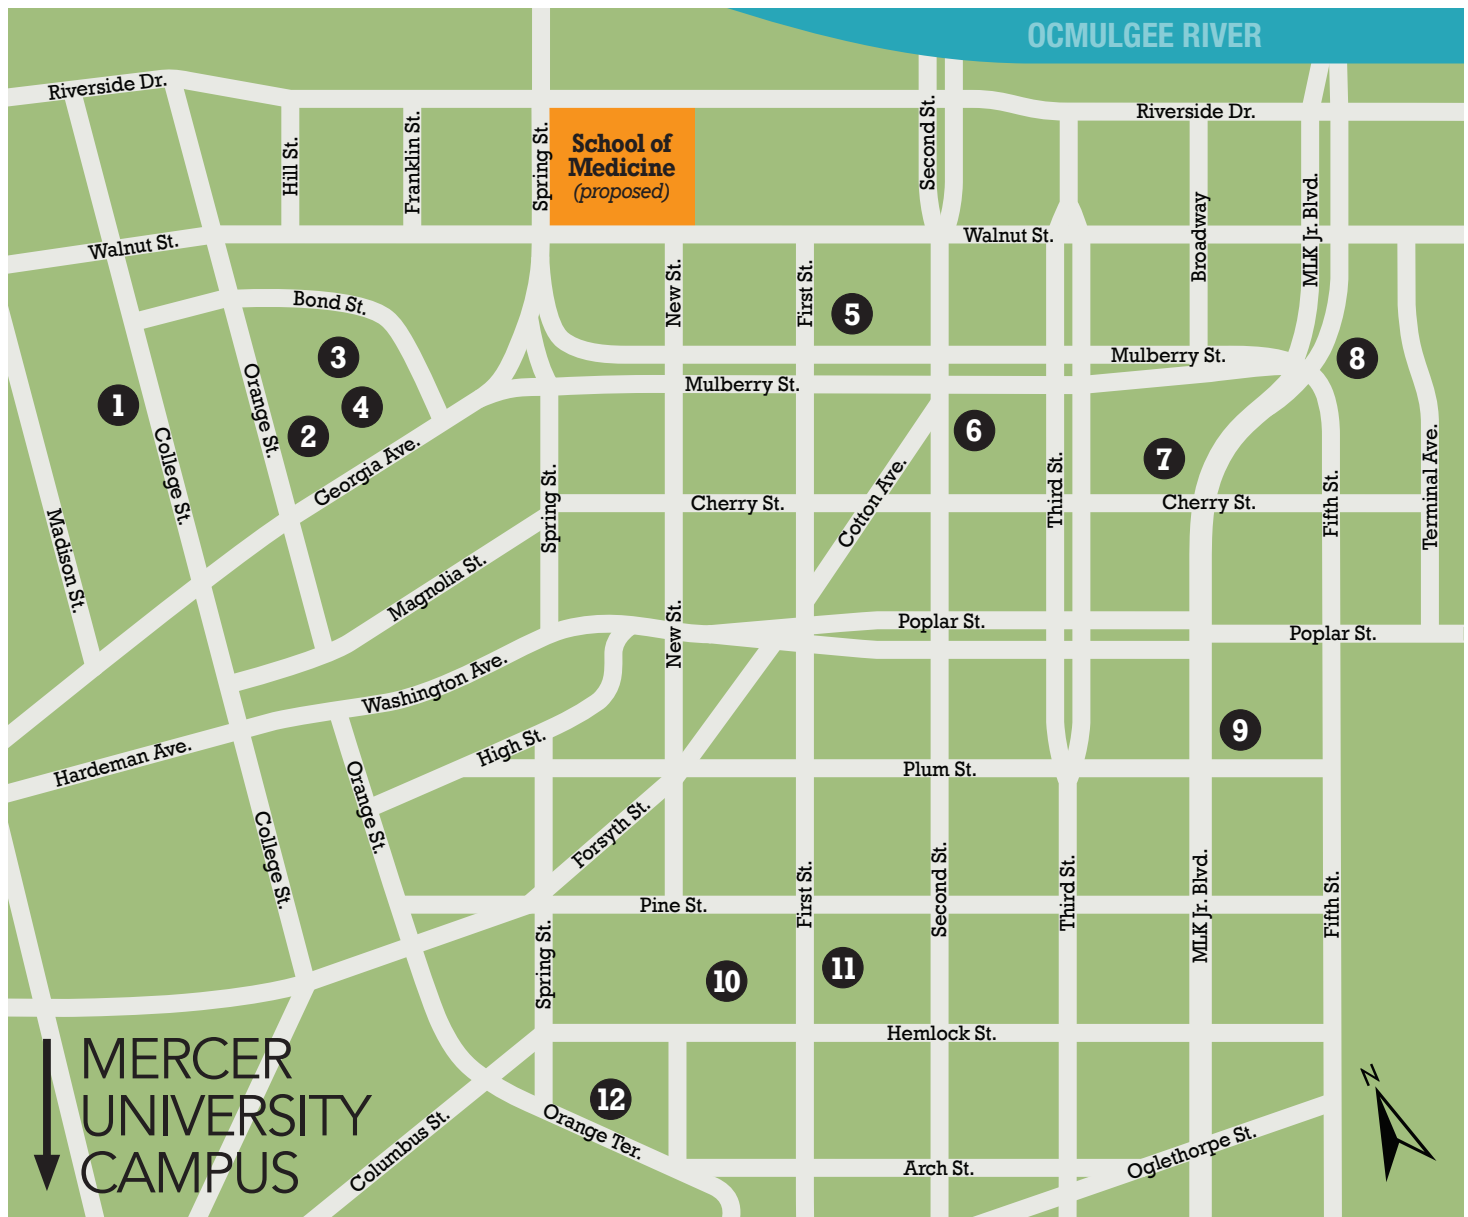 OCMULGEE RIVER
Riverside Dr.
Riverside Dr.
Hill St.
Franklin St.
Spring St.
School of
Medicine
(proposed)
Second St.
Broadway
MLK Jr. Blvd.
Walnut St.
Walnut St.
Bond St.
New St.
First St.
5
3
Mulberry St.
8
Mulberry St.
1
4
2
Orange St.
College St.
Georgia Ave.
6
7
Cotton Ave.
Third St.
Cherry St.
Cherry St.
Spring St.
Fifth St.
Terminal Ave.
Madison St.
Magnolia St.
New St.
Poplar St.
Poplar St.
Washington Ave.
High St.
9
Hardeman Ave.
Orange St.
Plum St.
College St.
Forsyth St.
First St.
Second St.
Third St.
MLK Jr. Blvd.
Fifth St.
Pine St.
Spring St.
10
11
Hemlock St.
MERCER
UNIVERSITY
CAMPUS
12
Orange Ter.
Columbus St.
Arch St.
Oglethorpe St.
N